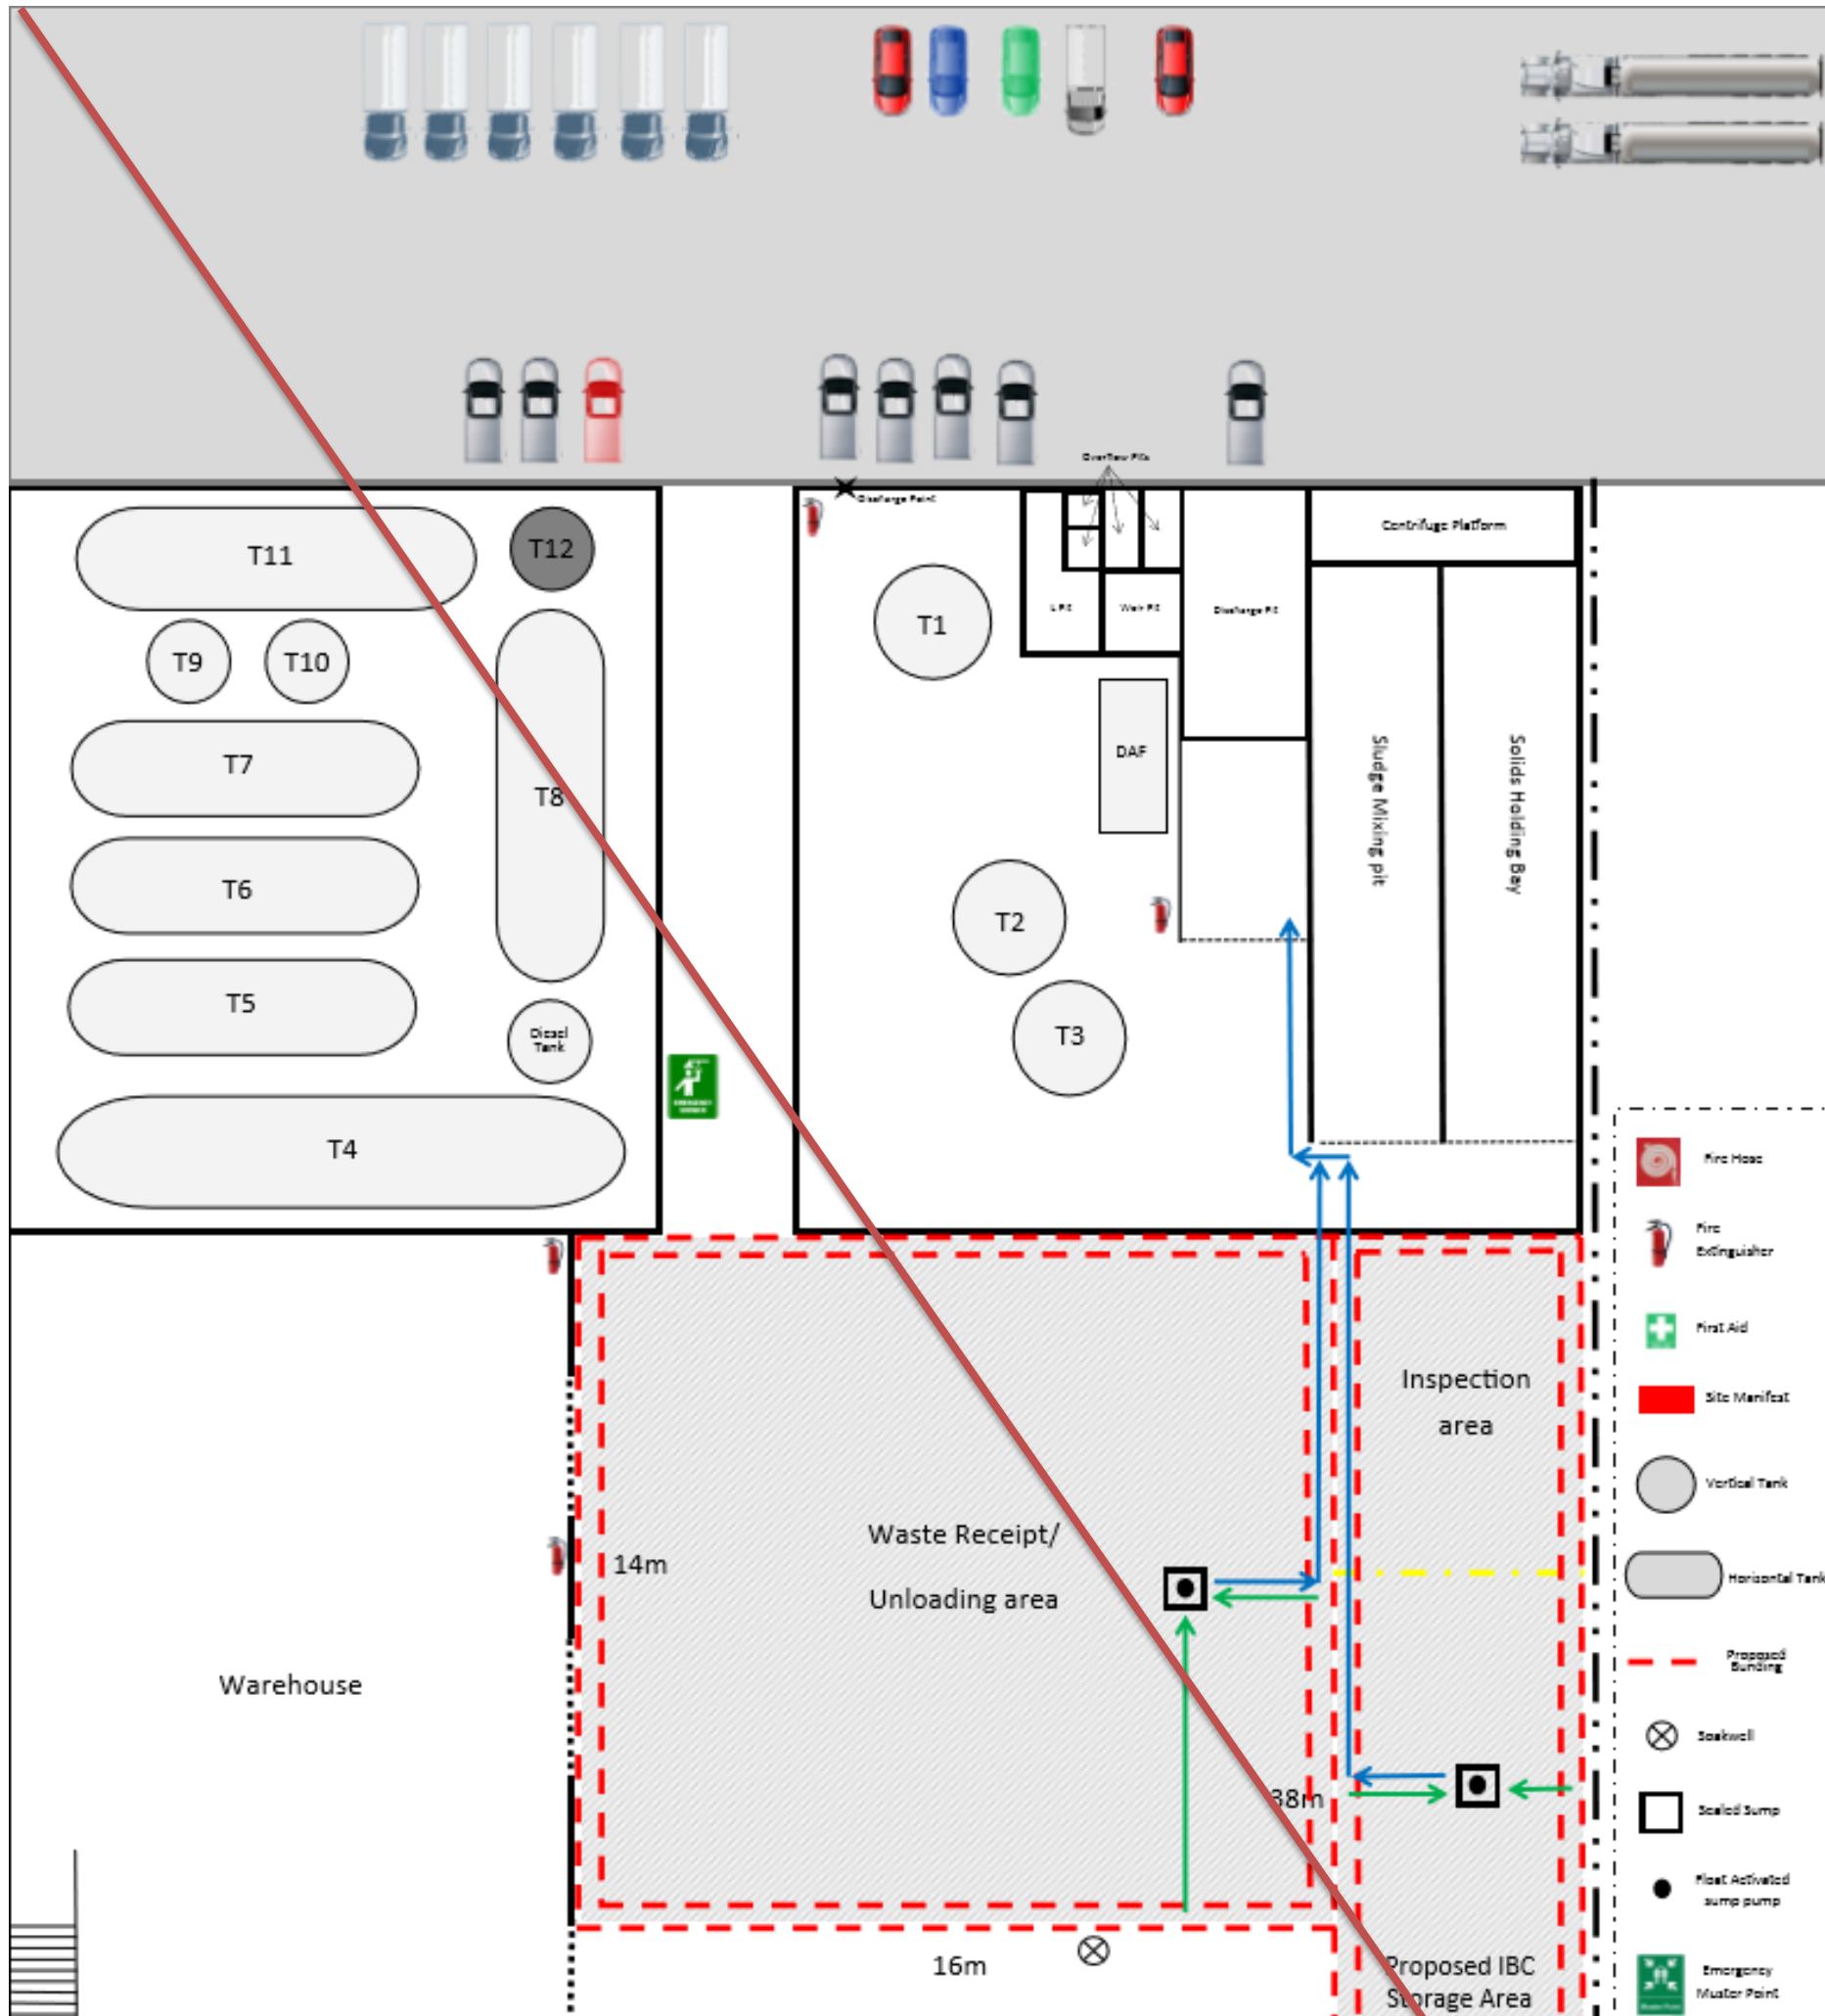 Overflow Pits
Discharge Point
Centrifuge Platform
T11
T12
T1
L Pit
Weir Pit
Discharge Pit
T9
T10
DAF
Sludge Mixing pit
Solids Holding Bay
T7
T8
T6
T2
T5
Diesel
Tank
T3
EMERGENCY
SHOWER
T4
Fire Hose
Fire
Extinguisher
First Aid
Inspection
area
Site Manifest
Vertical Tank
Waste Receipt/
Unloading area
14m
Horizontal Tank
Warehouse
Proposed
Bunding
Soakwell
38m
Sealed Sump
Float Activated
sump pump
16m
Proposed IBC
Storage Area
Emergency
Muster Point